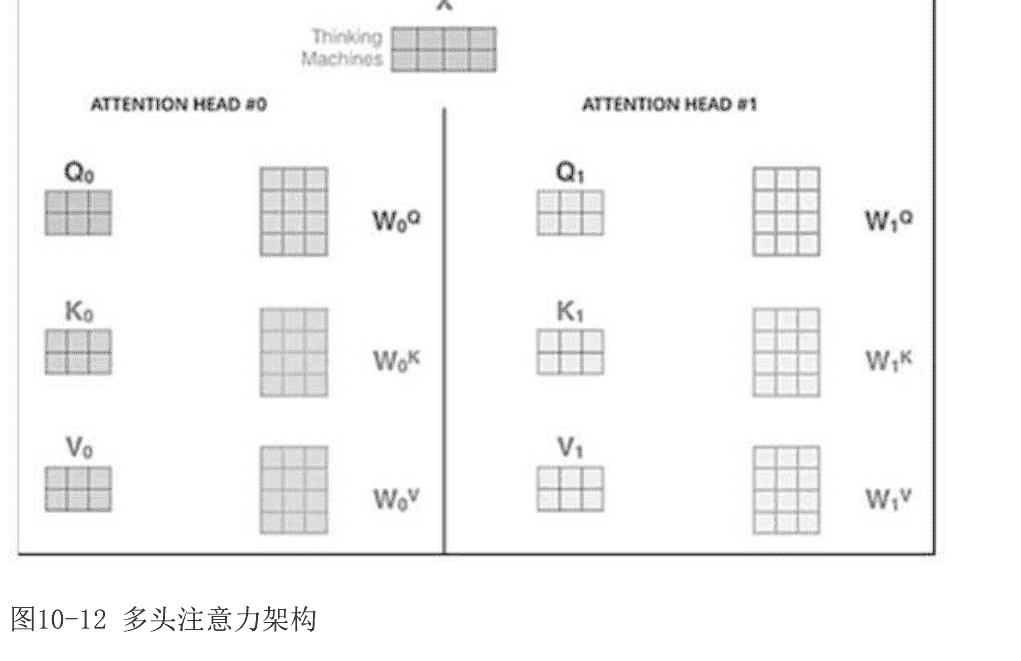 X
Thinking
Machines
ATTENTION HEAD #0
ATTENTION HEAD #1
Q₀
W₀Q
Q₁
W₁Q
K₀
W₀K
K₁
W₁K
V₀
W₀V
V₁
W₁V
图10-12 多头注意力架构